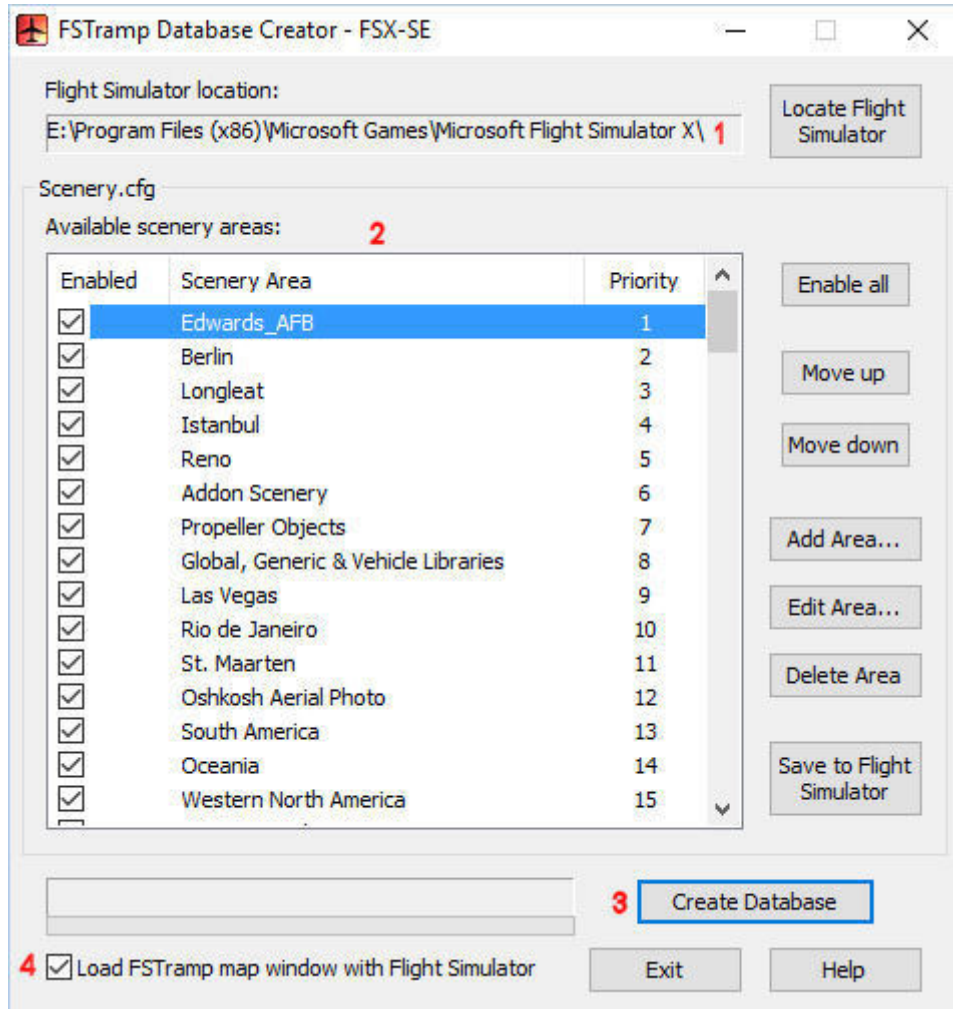 FSTramp Database Creator - FSX-SE
Flight Simulator location:
E:\Program Files (x86)\Microsoft Games\Microsoft Flight Simulator X\ 1
Locate Flight
Simulator
Scenery.cfg
Available scenery areas: 2
Enabled Scenery Area Priority
Edwards_AFB 1
Berlin 2
Longleat 3
Istanbul 4
Reno 5
Addon Scenery 6
Propeller Objects 7
Global, Generic & Vehicle Libraries 8
Las Vegas 9
Rio de Janeiro 10
St. Maarten 11
Oshkosh Aerial Photo 12
South America 13
Oceania 14
Western North America 15
Enable all
Move up
Move down
Add Area...
Edit Area...
Delete Area
Save to Flight
Simulator
3 Create Database
4 Load FSTramp map window with Flight Simulator
Exit
Help